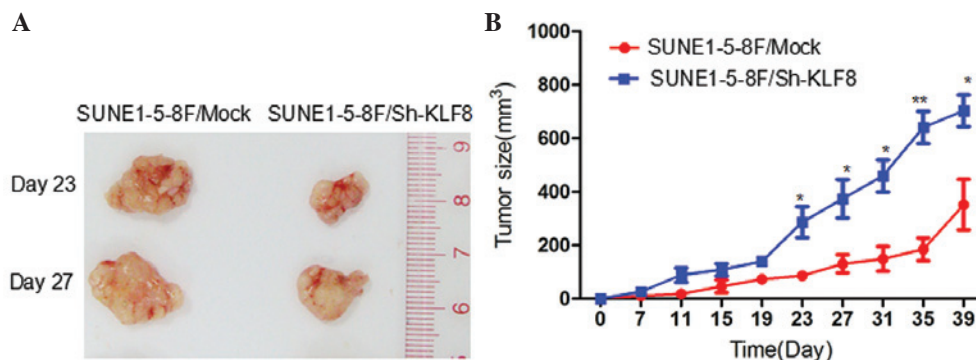 A
SUNE1-5-8F/Mock SUNE1-5-8F/Sh-KLF8
Day 23
Day 27
9
8
7
6
B
SUNE1-5-8F/Mock
SUNE1-5-8F/Sh-KLF8
Tumor size(mm³)
1000
800
600
400
200
0
* * * ** *
0 7 11 15 19 23 27 31 35 39
Time(Day)